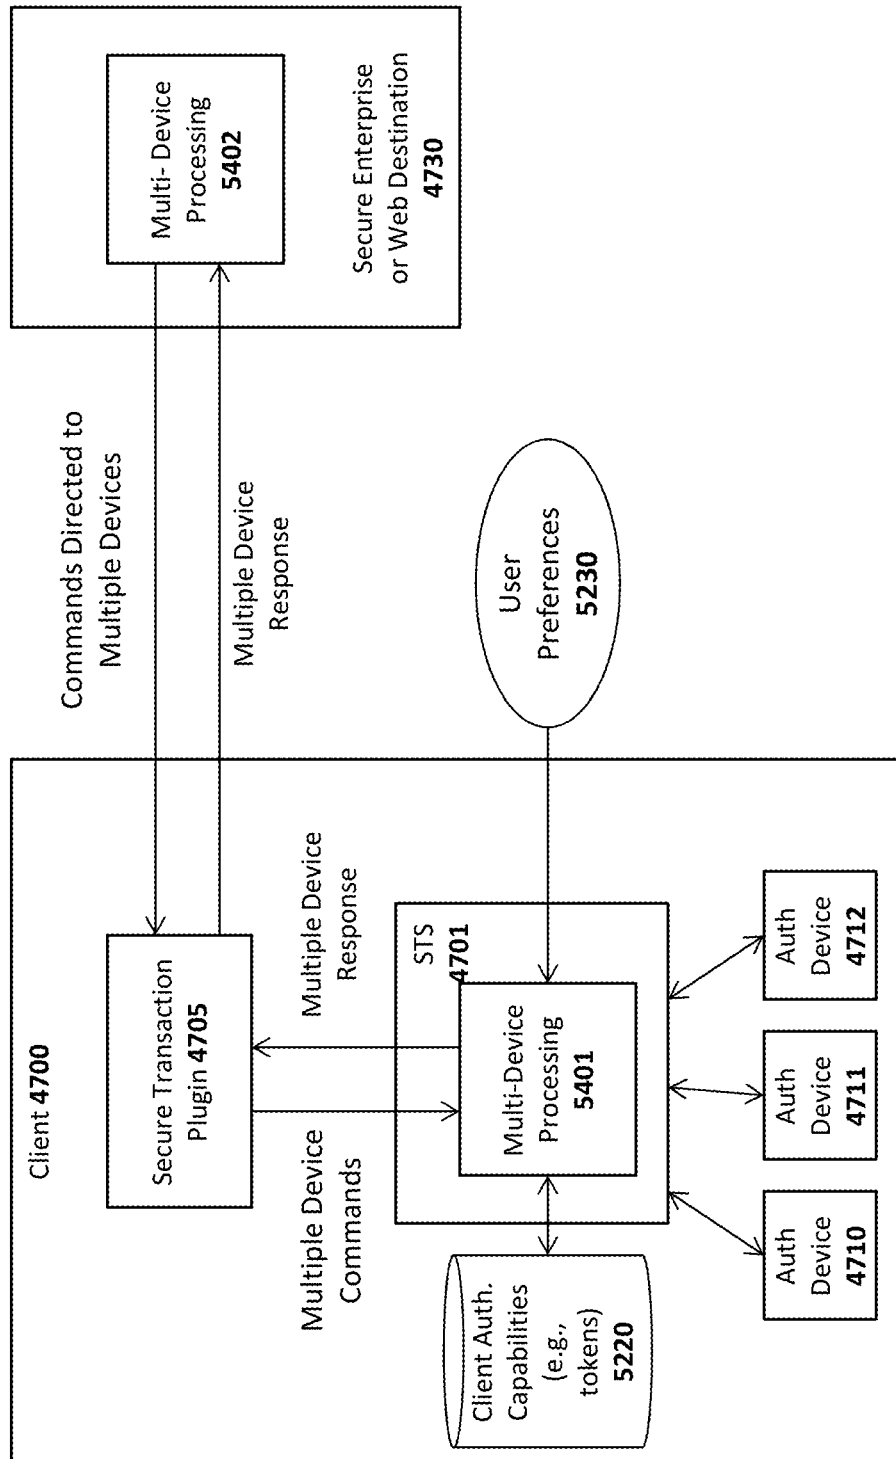 Client 4700
Secure Transaction
Plugin 4705
Multiple Device
Commands
Multiple Device
Response
Commands Directed to
Multiple Devices
Multiple Device
Response
Multi- Device
Processing
5402
Secure Enterprise
or Web Destination
4730
STS
4701
Multi-Device
Processing
5401
User
Preferences
5230
Client Auth.
Capabilities
(e.g.,
tokens)
5220
Auth
Device
4710
Auth
Device
4711
Auth
Device
4712